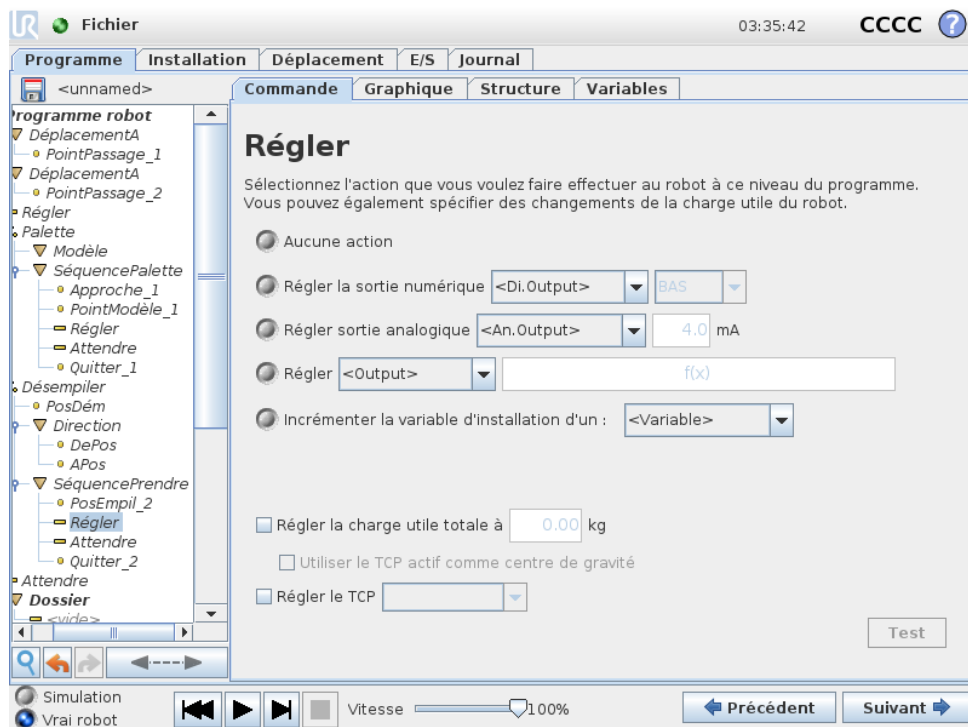 UR Fichier 03:35:42 CCCC ?
Programme Installation Déplacement E/S Journal
<unnamed>
Commande Graphique Structure Variables
Programme robot
DéplacementA
PointPassage_1
DéplacementA
PointPassage_2
Régler
Palette
Modèle
SéquencePalette
Approche_1
PointModèle_1
Régler
Attendre
Quitter_1
Désempiler
PosDém
Direction
DePos
APos
SéquencePrendre
PosEmpil_2
Régler
Attendre
Quitter_2
Attendre
Dossier
<vide>
Régler
Sélectionnez l'action que vous voulez faire effectuer au robot à ce niveau du programme.
Vous pouvez également spécifier des changements de la charge utile du robot.
Aucune action
Régler la sortie numérique <Di.Output> BAS
Régler sortie analogique <An.Output> 4.0 mA
Régler <Output> f(x)
Incrémenter la variable d'installation d'un : <Variable>
Régler la charge utile totale à 0.00 kg
Utiliser le TCP actif comme centre de gravité
Régler le TCP
Test
Simulation
Vrai robot
Vitesse 100%
Précédent Suivant